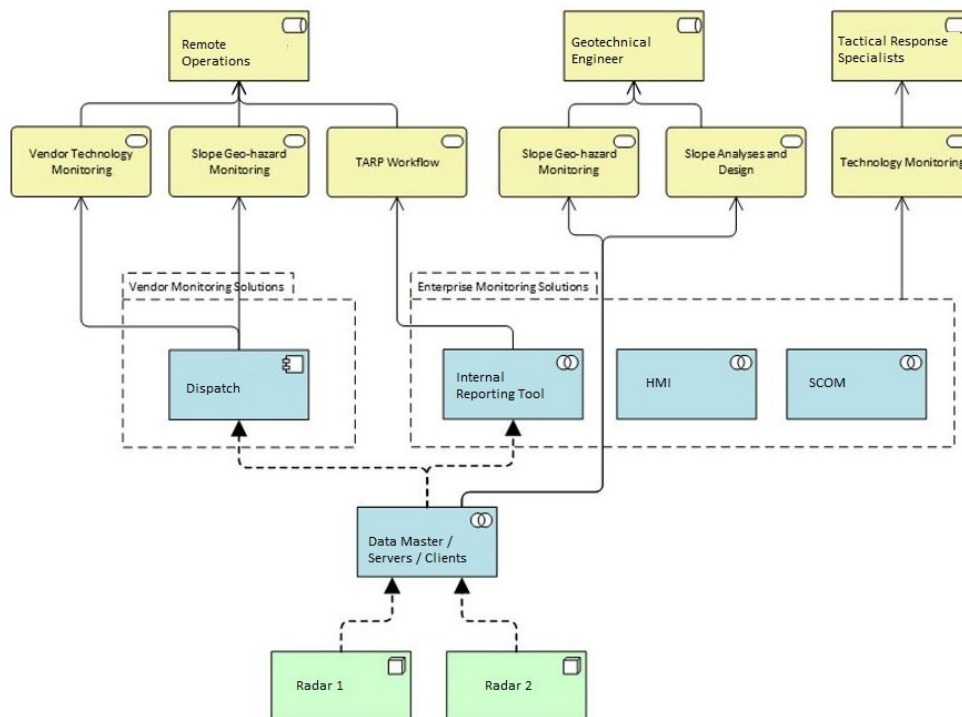 Remote
Operations
Geotechnical
Engineer
Tactical Response
Specialists
Vendor Technology
Monitoring
Slope Geo-hazard
Monitoring
TARP Workflow
Slope Geo-hazard
Monitoring
Slope Analyses and
Design
Technology Monitoring
Vendor Monitoring Solutions
Enterprise Monitoring Solutions
Dispatch
Internal
Reporting Tool
HMI
SCOM
Data Master /
Servers / Clients
Radar 1
Radar 2